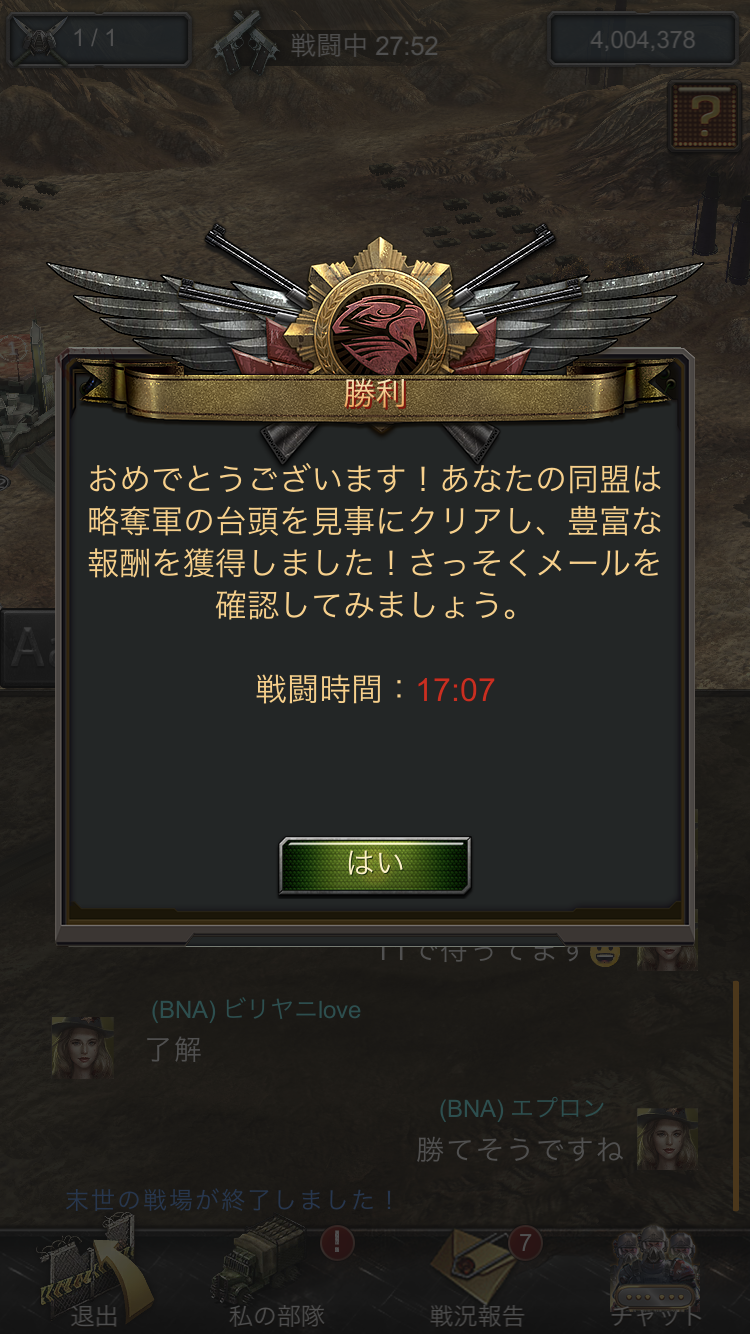 1 / 1
戦闘中 27:52
4,004,378
?
勝利
おめでとうございます！あなたの同盟は
略奪軍の台頭を見事にクリアし、豊富な
報酬を獲得しました！さっそくメールを
確認してみましょう。
戦闘時間：17:07
はい
で待ってます
(BNA) ビリヤニlove
了解
(BNA) エプロン
勝てそうですね
末世の戦場が終了しました！
!
7
退出
私の部隊
戦況報告
チャット